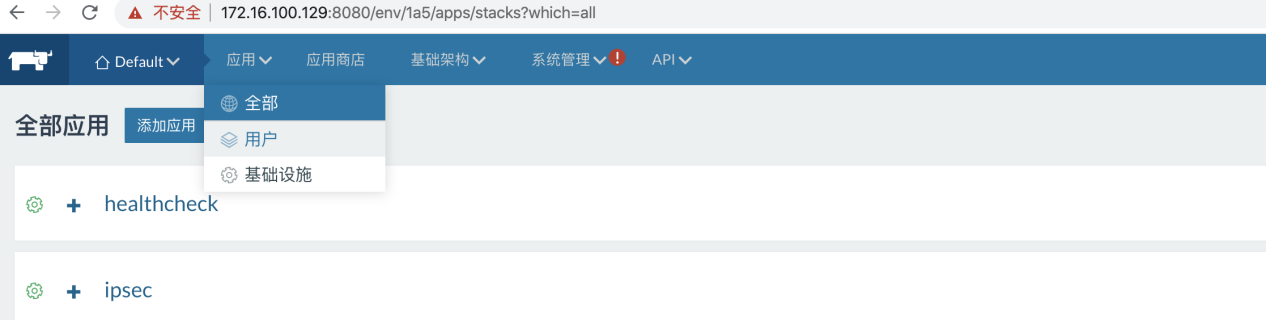 不安全 172.16.100.129:8080/env/1a5/apps/stacks?which=all
Default 应用 应用商店 基础架构 系统管理 API
全部
全部应用 添加应用
用户
基础设施
healthcheck
ipsec